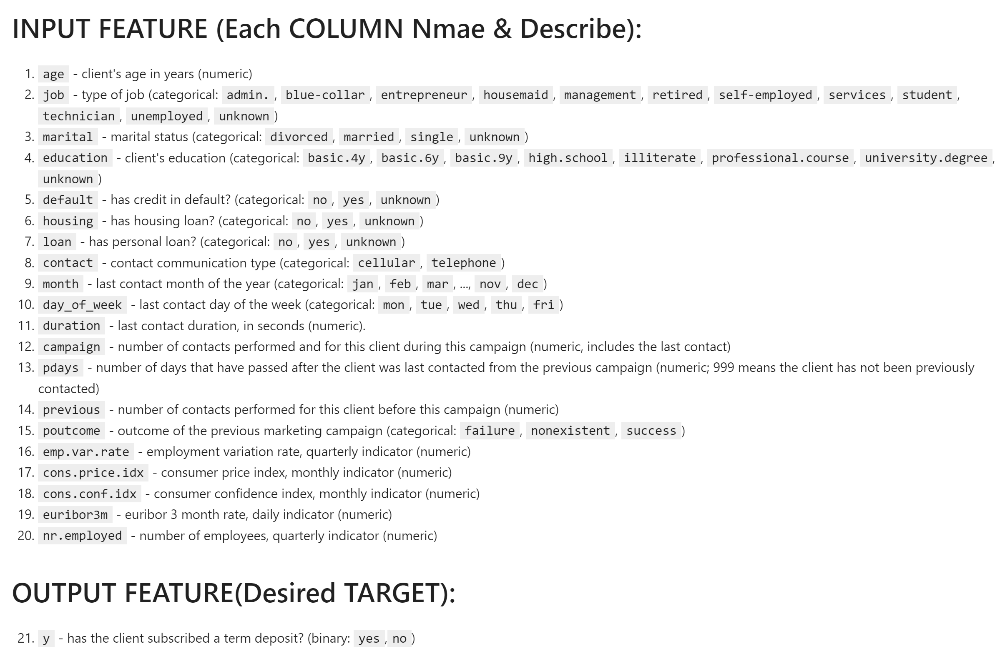 INPUT FEATURE (Each COLUMN Nmae & Describe):
1. age - client's age in years (numeric)
2. job - type of job (categorical: admin. , blue-collar , entrepreneur , housemaid , management , retired , self-employed , services , student ,
technician , unemployed , unknown )
3. marital - marital status (categorical: divorced , married , single , unknown )
4. education - client's education (categorical: basic.4y , basic.6y , basic.9y , high.school , illiterate , professional.course , university.degree ,
unknown )
5. default - has credit in default? (categorical: no , yes , unknown )
6. housing - has housing loan? (categorical: no , yes , unknown )
7. loan - has personal loan? (categorical: no , yes , unknown )
8. contact - contact communication type (categorical: cellular , telephone )
9. month - last contact month of the year (categorical: jan , feb , mar , ..., nov , dec )
10. day_of_week - last contact day of the week (categorical: mon , tue , wed , thu , fri )
11. duration - last contact duration, in seconds (numeric).
12. campaign - number of contacts performed and for this client during this campaign (numeric, includes the last contact)
13. pdays - number of days that have passed after the client was last contacted from the previous campaign (numeric; 999 means the client has not been previously
contacted)
14. previous - number of contacts performed for this client before this campaign (numeric)
15. poutcome - outcome of the previous marketing campaign (categorical: failure , nonexistent , success )
16. emp.var.rate - employment variation rate, quarterly indicator (numeric)
17. cons.price.idx - consumer price index, monthly indicator (numeric)
18. cons.conf.idx - consumer confidence index, monthly indicator (numeric)
19. euribor3m - euribor 3 month rate, daily indicator (numeric)
20. nr.employed - number of employees, quarterly indicator (numeric)
OUTPUT FEATURE(Desired TARGET):
21. y - has the client subscribed a term deposit? (binary: yes , no )